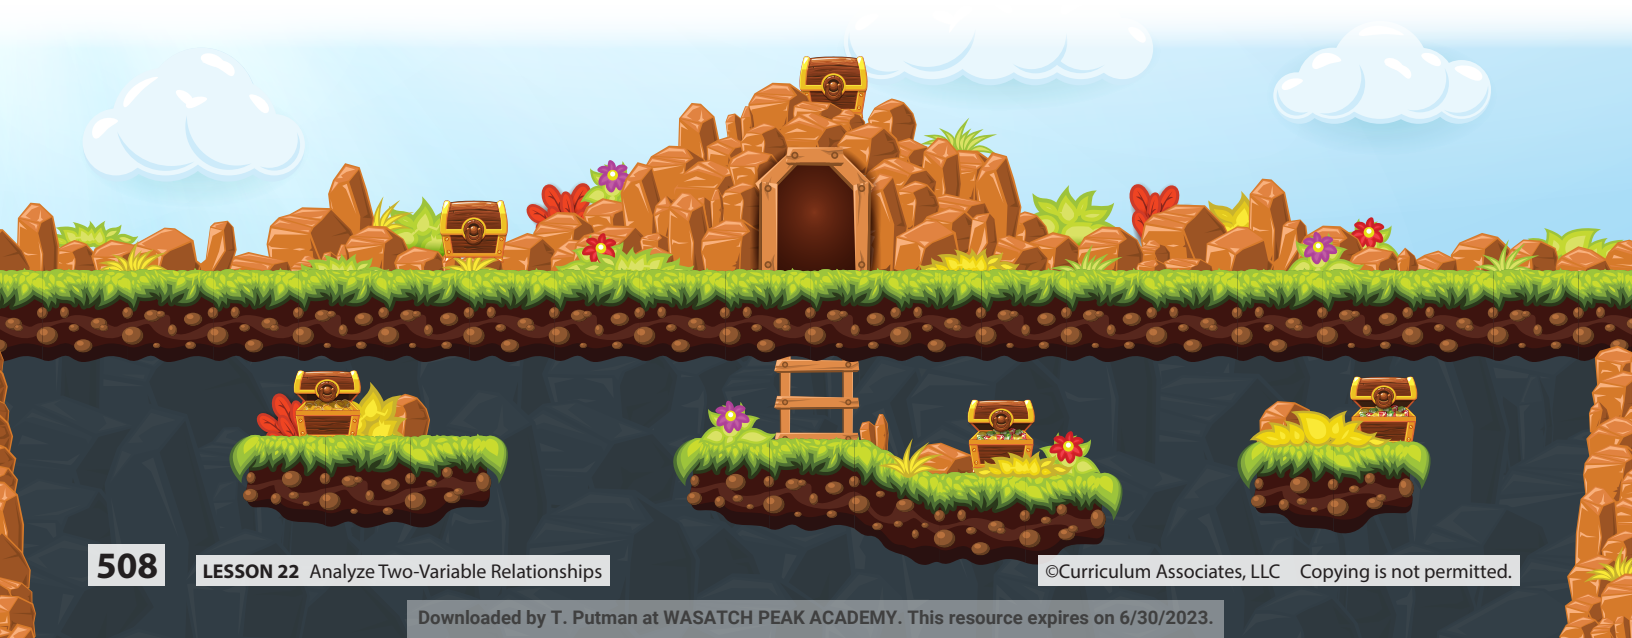 508 LESSON 22 Analyze Two-Variable Relationships ©Curriculum Associates, LLC Copying is not permitted.
Downloaded by T. Putman at WASATCH PEAK ACADEMY. This resource expires on 6/30/2023.